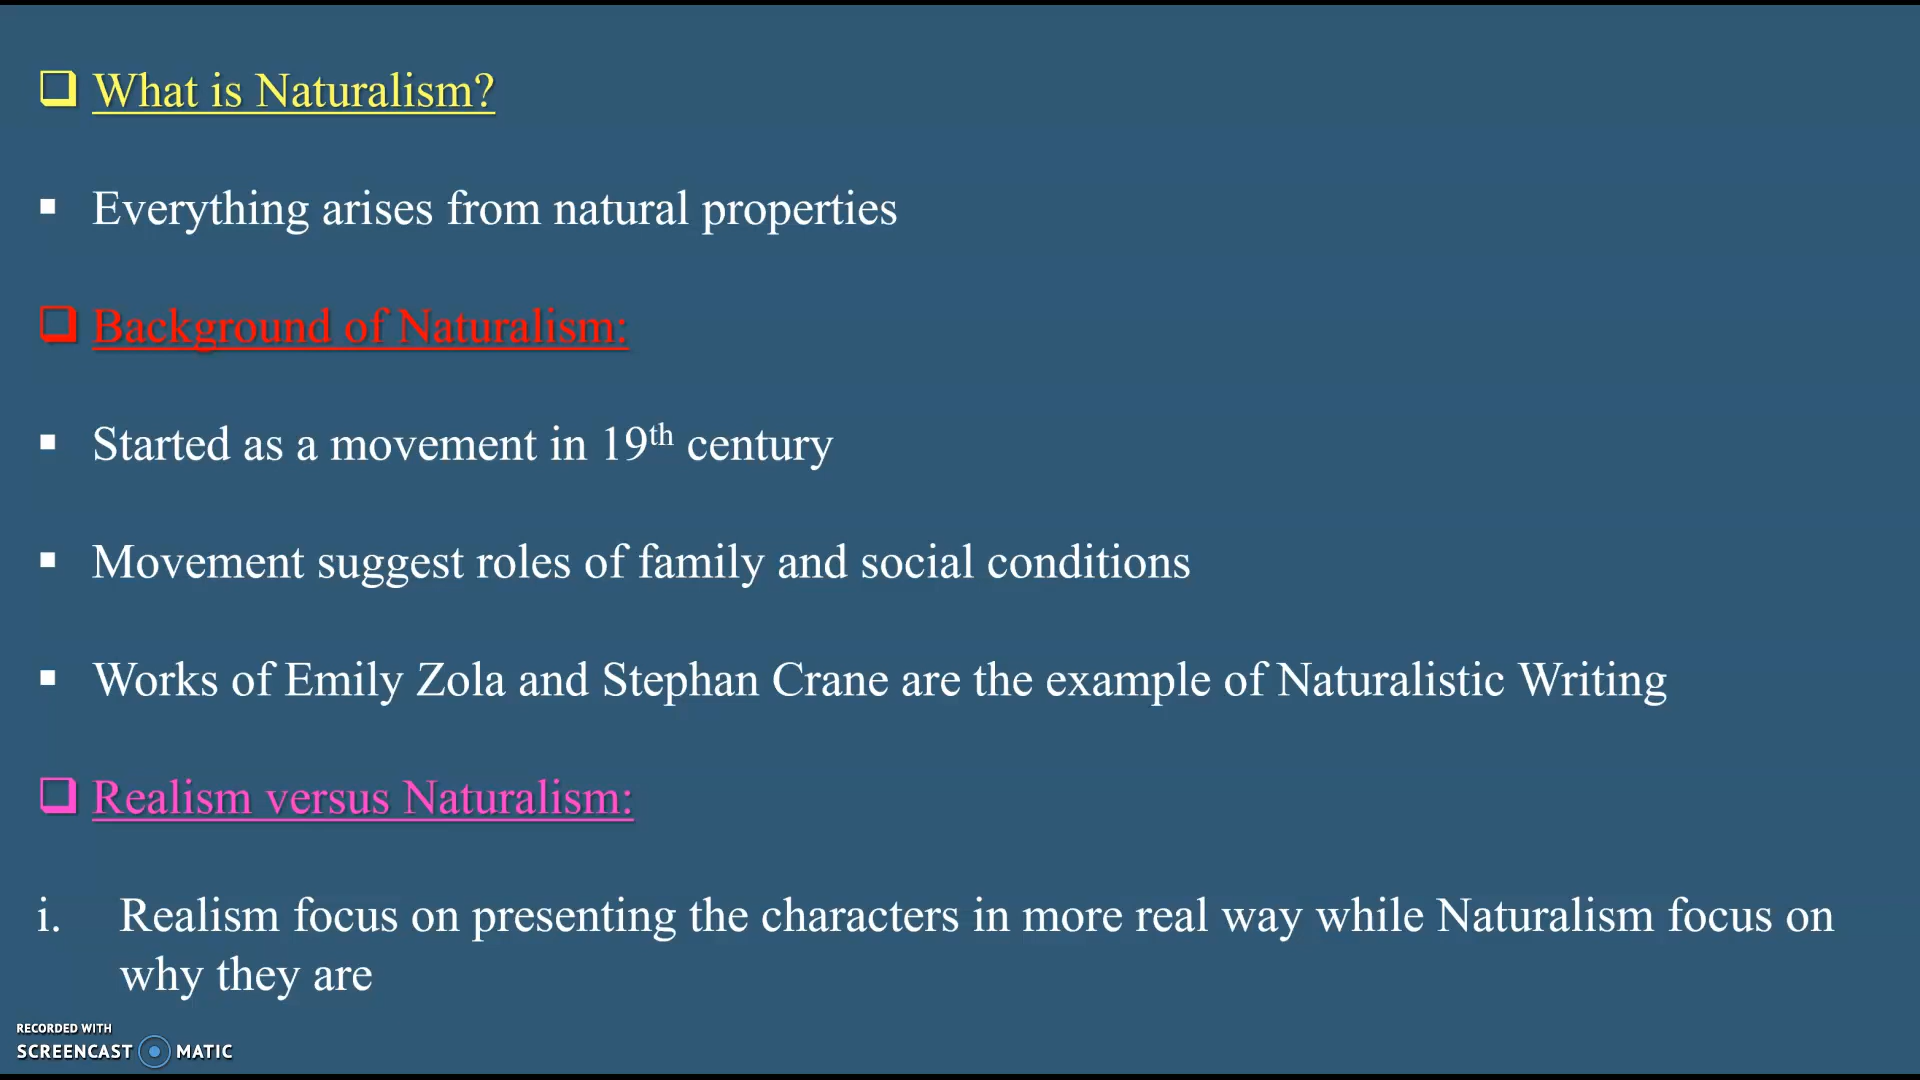 What is Naturalism?
Everything arises from natural properties
Background of Naturalism:
Started as a movement in 19th century
Movement suggest roles of family and social conditions
Works of Emily Zola and Stephan Crane are the example of Naturalistic Writing
Realism versus Naturalism:
i. Realism focus on presenting the characters in more real way while Naturalism focus on
why they are
RECORDED WITH
SCREENCAST MATIC